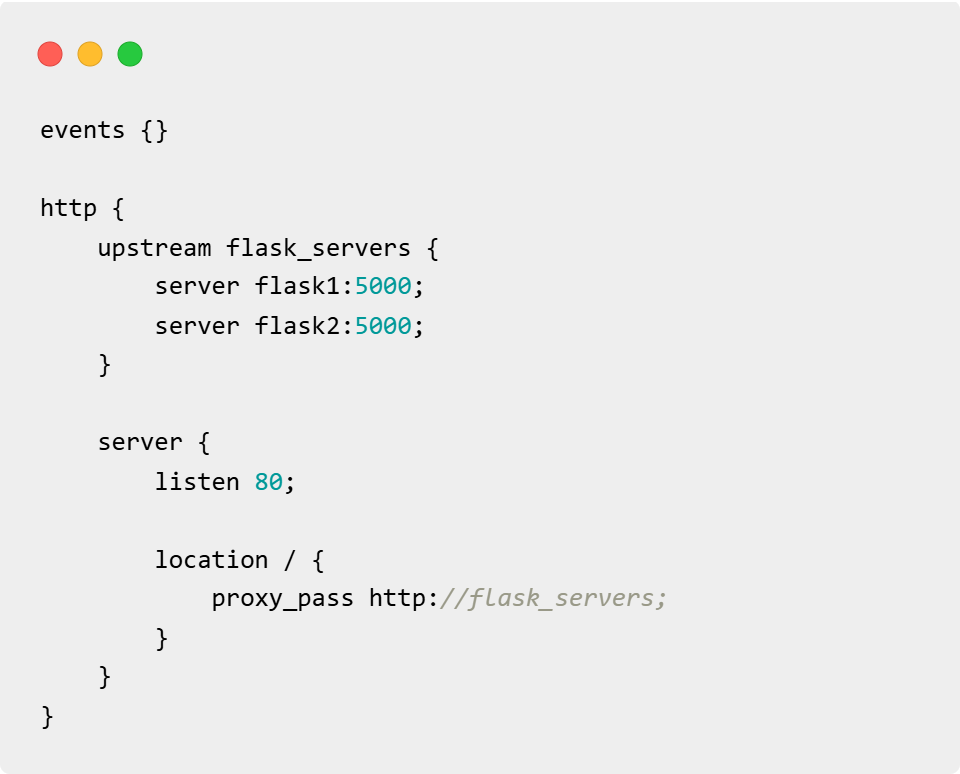 events {}

http {
    upstream flask_servers {
        server flask1:5000;
        server flask2:5000;
    }

    server {
        listen 80;

        location / {
            proxy_pass http://flask_servers;
        }
    }
}